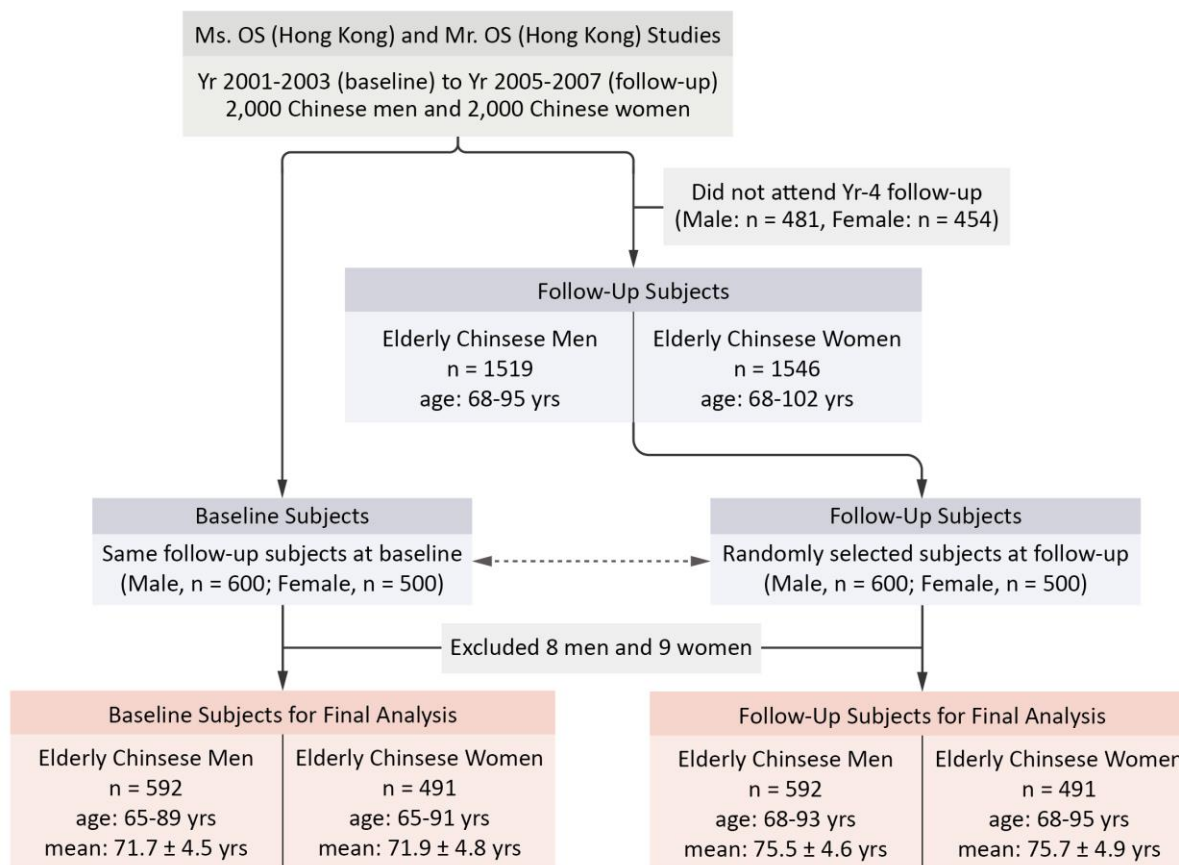 Ms. OS (Hong Kong) and Mr. OS (Hong Kong) Studies
Yr 2001-2003 (baseline) to Yr 2005-2007 (follow-up)
2,000 Chinese men and 2,000 Chinese women
Did not attend Yr-4 follow-up
(Male: n = 481, Female: n = 454)
Follow-Up Subjects
Elderly Chinsese Men
n = 1519
age: 68-95 yrs
Elderly Chinese Women
n = 1546
age: 68-102 yrs
Baseline Subjects
Same follow-up subjects at baseline
(Male, n = 600; Female, n = 500)
Follow-Up Subjects
Randomly selected subjects at follow-up
(Male, n = 600; Female, n = 500)
Excluded 8 men and 9 women
Baseline Subjects for Final Analysis
Elderly Chinese Men
n = 592
age: 65-89 yrs
mean: 71.7 ± 4.5 yrs
Elderly Chinese Women
n = 491
age: 65-91 yrs
mean: 71.9 ± 4.8 yrs
Follow-Up Subjects for Final Analysis
Elderly Chinese Men
n = 592
age: 68-93 yrs
mean: 75.5 ± 4.6 yrs
Elderly Chinese Women
n = 491
age: 68-95 yrs
mean: 75.7 ± 4.9 yrs